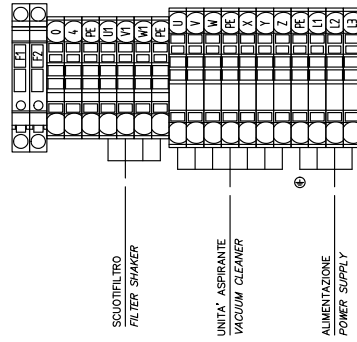 F1
F2
0
4
PE
U1
V1
W1
PE
U
V
W
PE
X
Y
Z
PE
L1
L2
L3
SCUOTIFILTRO
FILTER SHAKER
UNITA' ASPIRANTE
VACUUM CLEANER
ALIMENTAZIONE
POWER SUPPLY